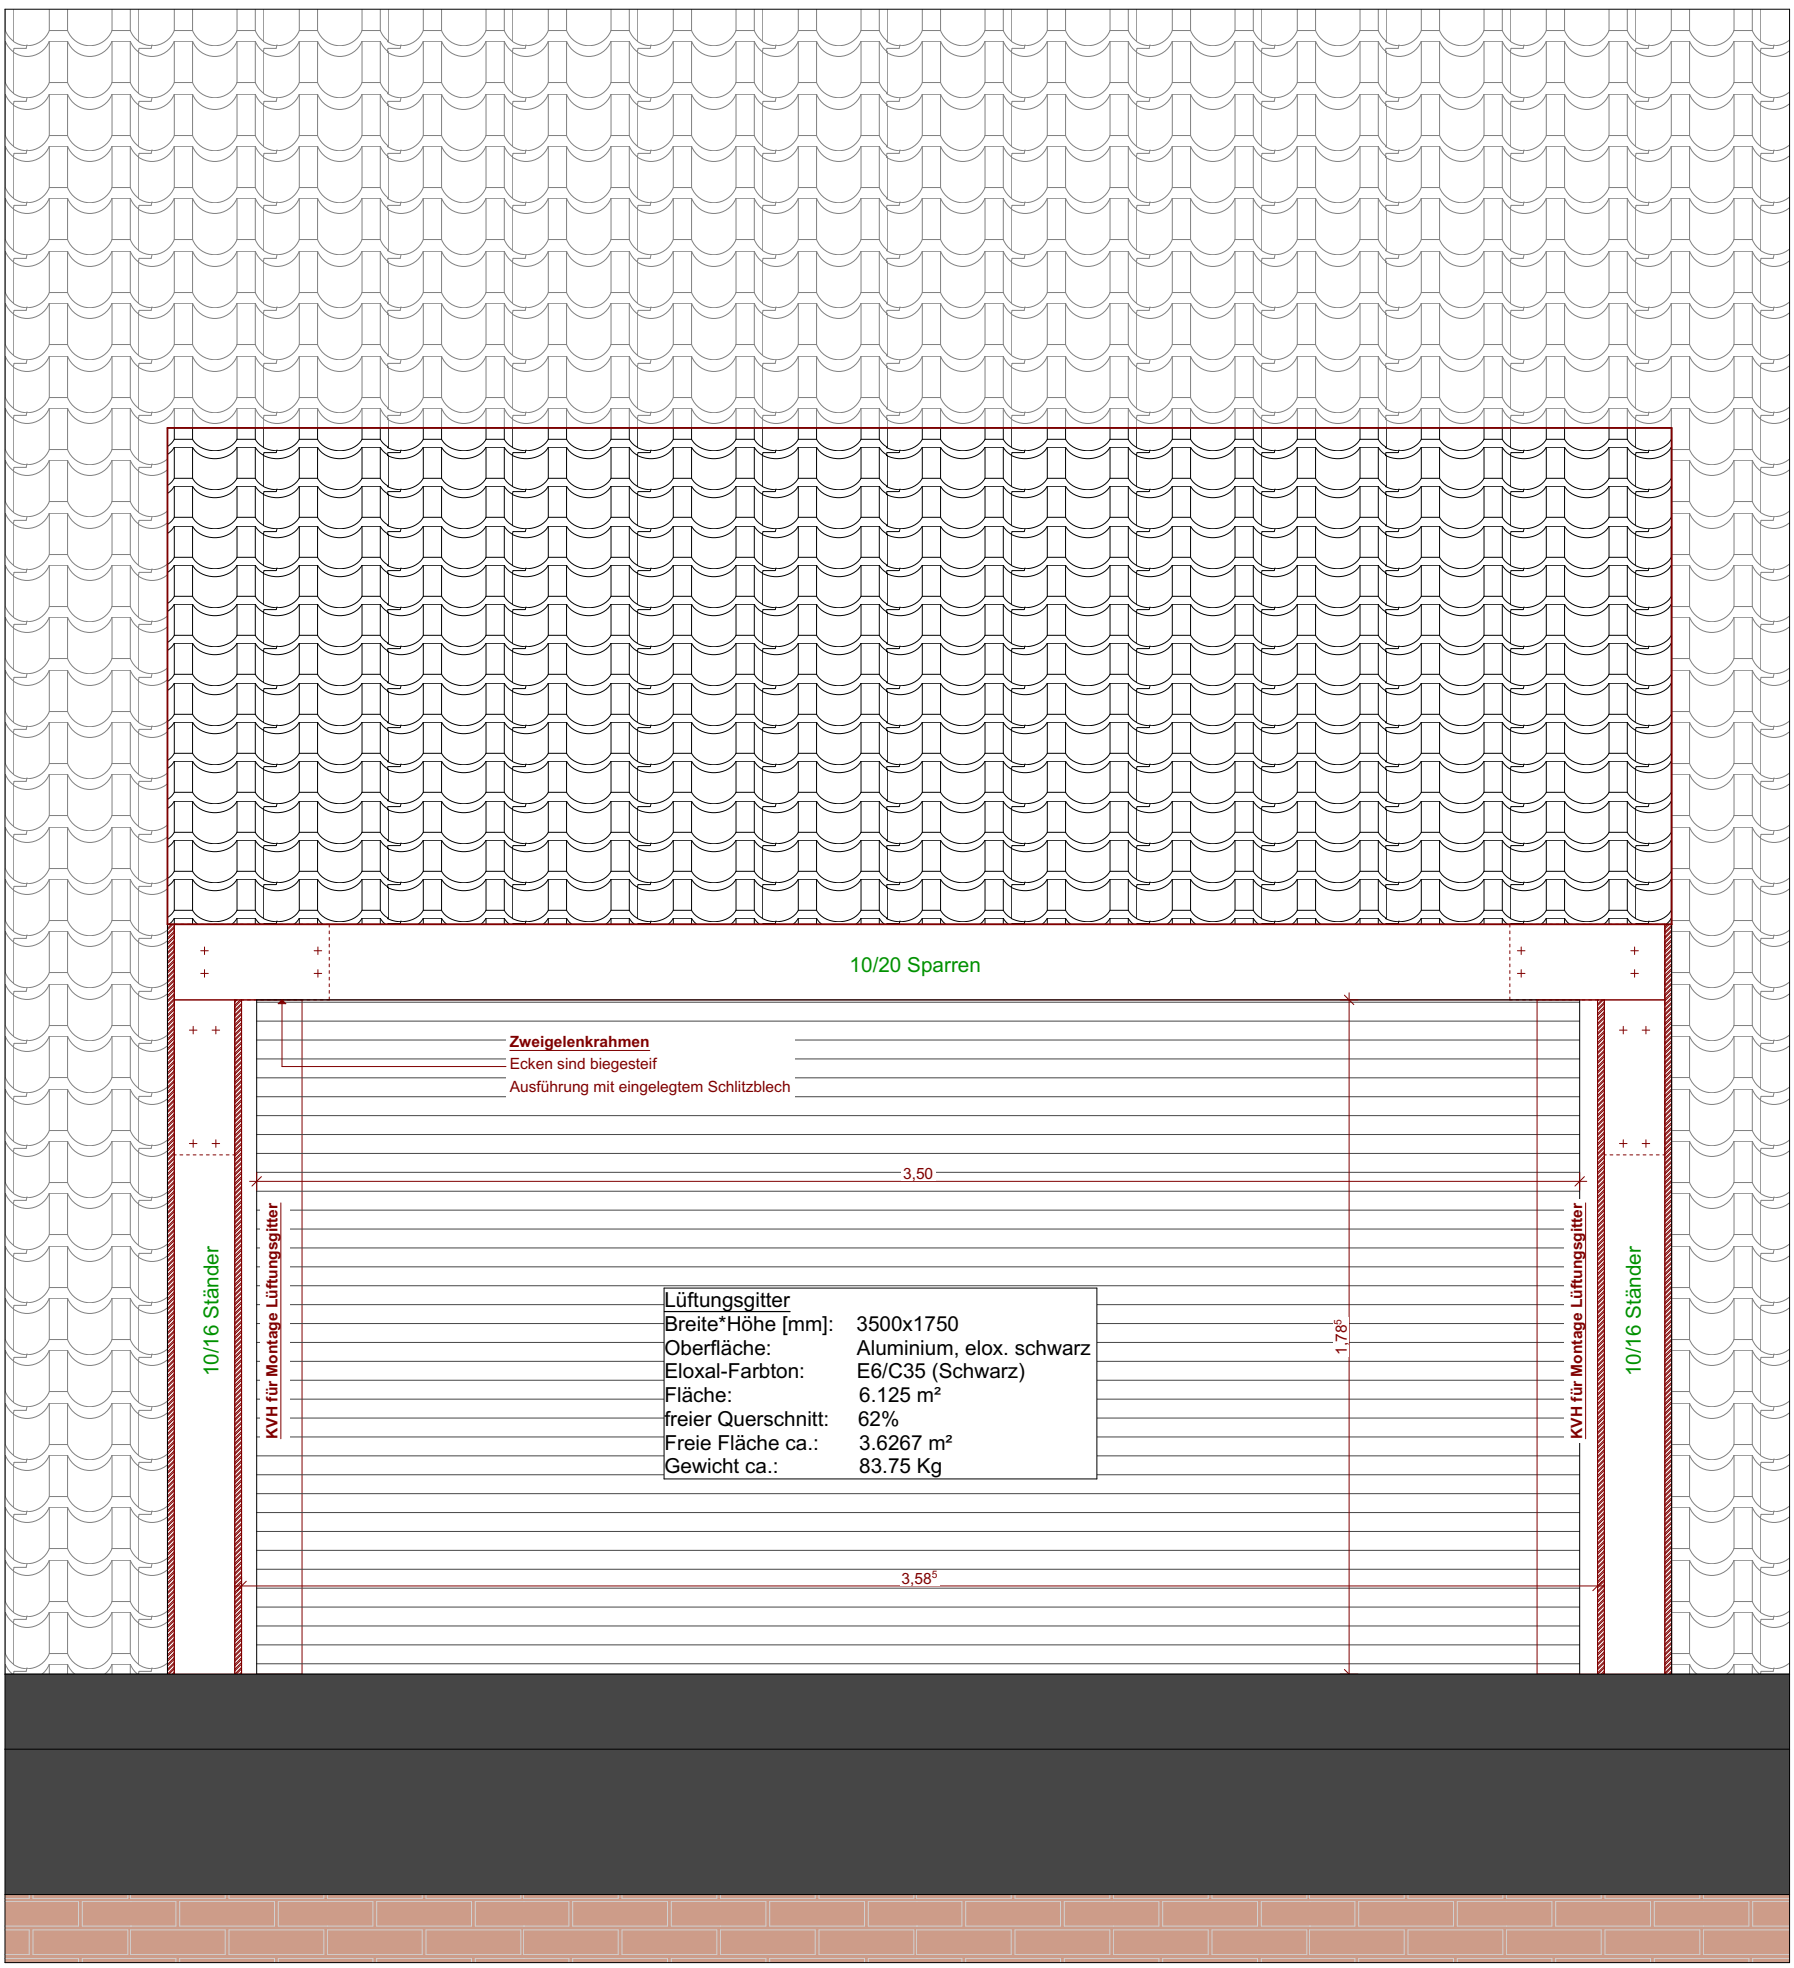 10/20 Sparren
Zweigelenkrahmen
Ecken sind biegesteif
Ausführung mit eingelegtem Schlitzblech
3,50
10/16 Ständer
KVH für Montage Lüftungsgitter
Lüftungsgitter
Breite*Höhe [mm]: 3500x1750
Oberfläche: Aluminium, elox. schwarz
Eloxal-Farbton: E6/C35 (Schwarz)
Fläche: 6.125 m²
freier Querschnitt: 62%
Freie Fläche ca.: 3.6267 m²
Gewicht ca.: 83.75 Kg
1,78⁵
KVH für Montage Lüftungsgitter
10/16 Ständer
3,58⁵